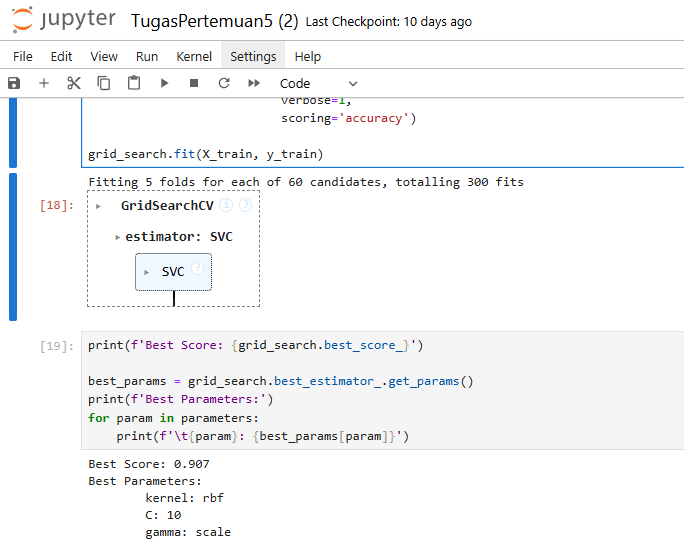 jupyter TugasPertemuan5 (2) Last Checkpoint: 10 days ago
File Edit View Run Kernel Settings Help
Code
verbose=1,
scoring='accuracy')
grid_search.fit(X_train, y_train)
Fitting 5 folds for each of 60 candidates, totalling 300 fits
[18]:
GridSearchCV i ?
estimator: SVC
SVC ?
[19]:
print(f'Best Score: {grid_search.best_score_}')
best_params = grid_search.best_estimator_.get_params()
print(f'Best Parameters:')
for param in parameters:
    print(f'\t{param}: {best_params[param]}')
Best Score: 0.907
Best Parameters:
        kernel: rbf
        C: 10
        gamma: scale